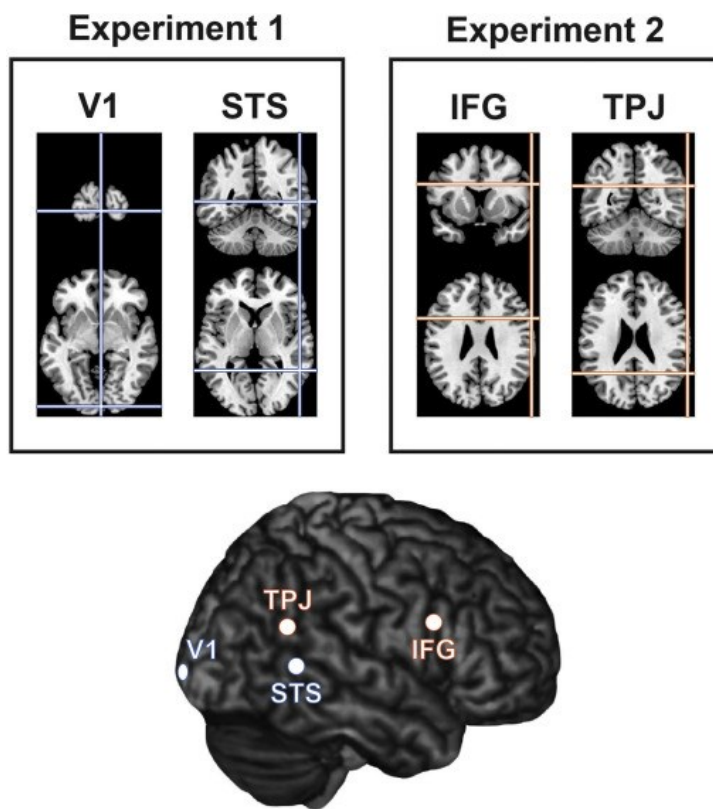 Experiment 1
Experiment 2
V1
STS
IFG
TPJ
TPJ
V1
IFG
STS